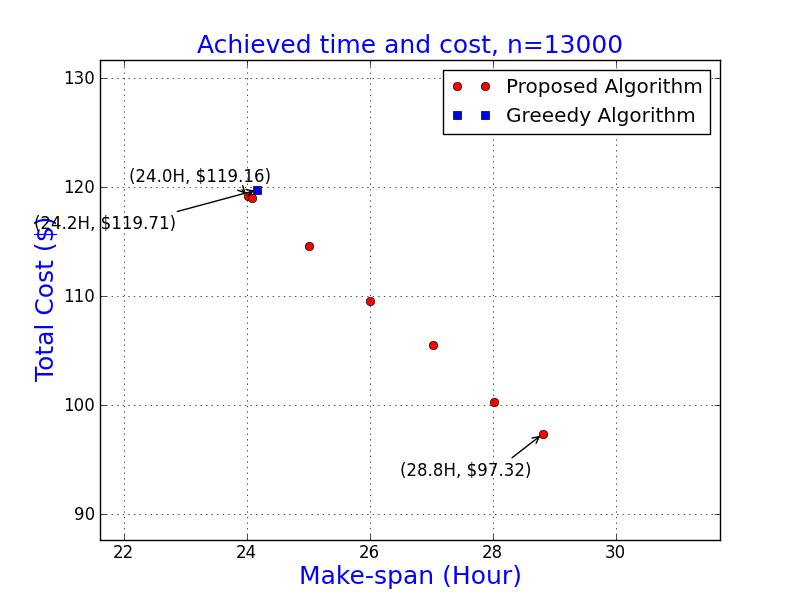 Achieved time and cost, n=13000
130
120
110
100
90
Total Cost ($)
Proposed Algorithm
Greeedy Algorithm
(24.0H, $119.16)
(24.2H, $119.71)
(28.8H, $97.32)
22 24 26 28 30
Make-span (Hour)